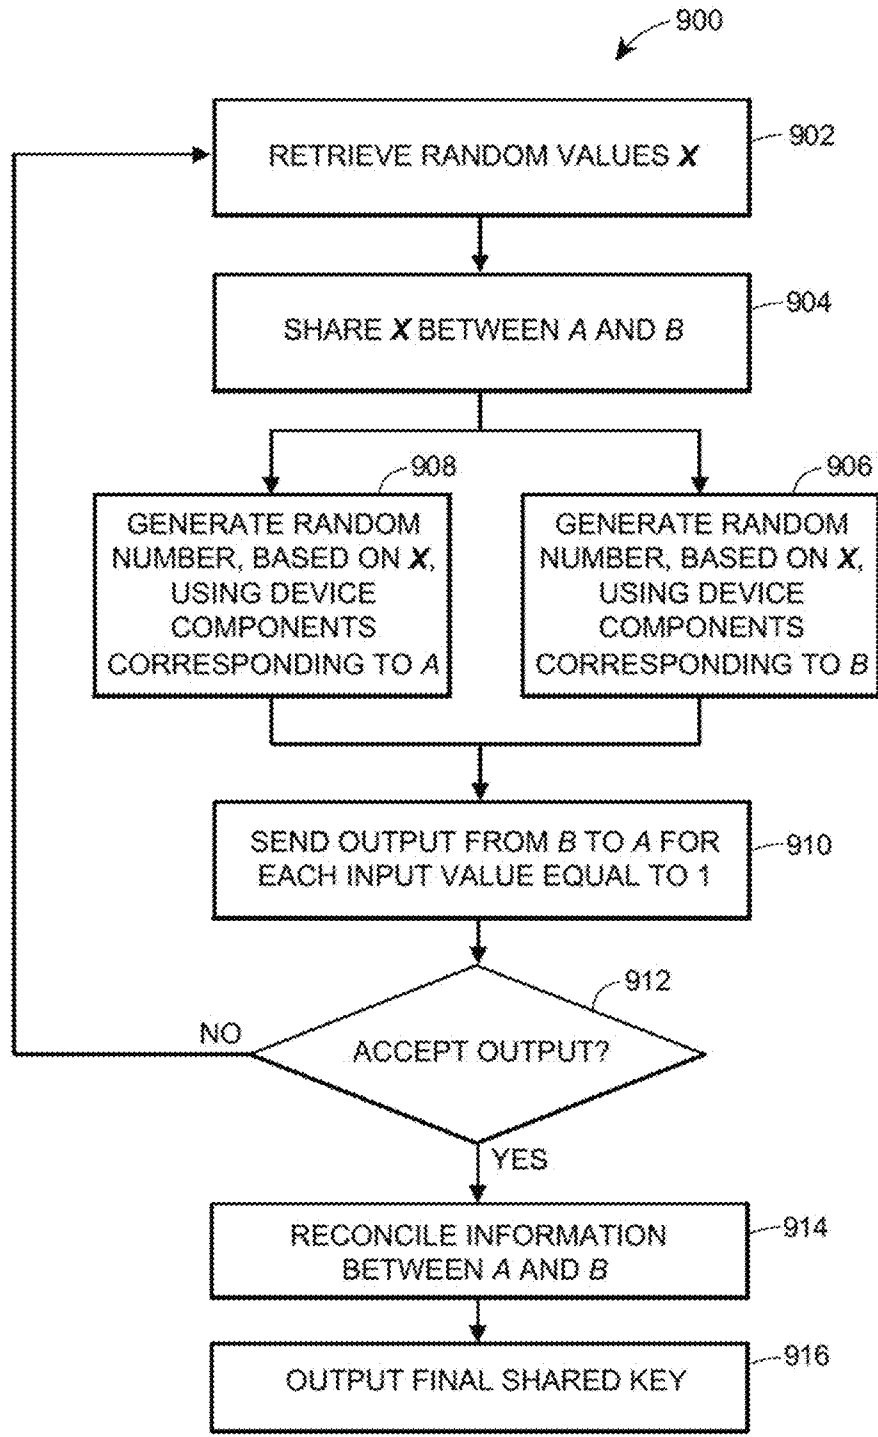 900
RETRIEVE RANDOM VALUES X
902
SHARE X BETWEEN A AND B
904
908
GENERATE RANDOM
NUMBER, BASED ON X,
USING DEVICE
COMPONENTS
CORRESPONDING TO A
906
GENERATE RANDOM
NUMBER, BASED ON X,
USING DEVICE
COMPONENTS
CORRESPONDING TO B
SEND OUTPUT FROM B TO A FOR
EACH INPUT VALUE EQUAL TO 1
910
912
NO
ACCEPT OUTPUT?
YES
RECONCILE INFORMATION
BETWEEN A AND B
914
OUTPUT FINAL SHARED KEY
916